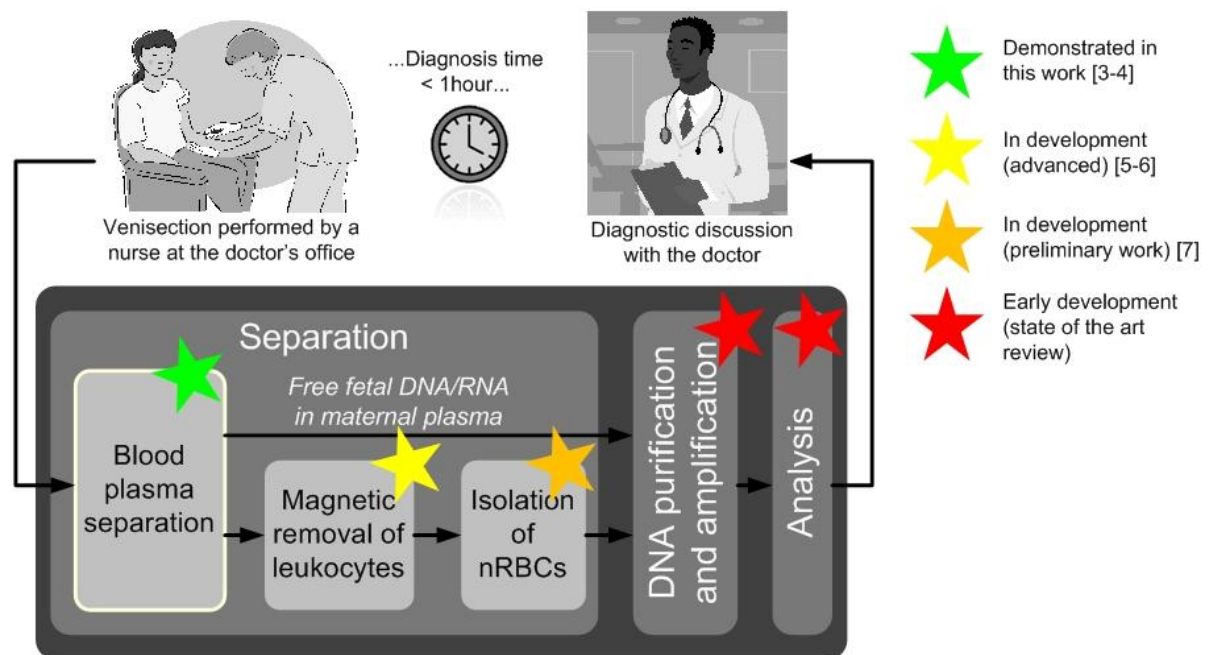 ...Diagnosis time
< 1hour...
Venisection performed by a
nurse at the doctor's office
Diagnostic discussion
with the doctor
Demonstrated in
this work [3-4]
In development
(advanced) [5-6]
In development
(preliminary work) [7]
Early development
(state of the art
review)
Separation
Free fetal DNA/RNA
in maternal plasma
Blood
plasma
separation
Magnetic
removal of
leukocytes
Isolation
of
nRBCs
DNA purification
and amplification
Analysis